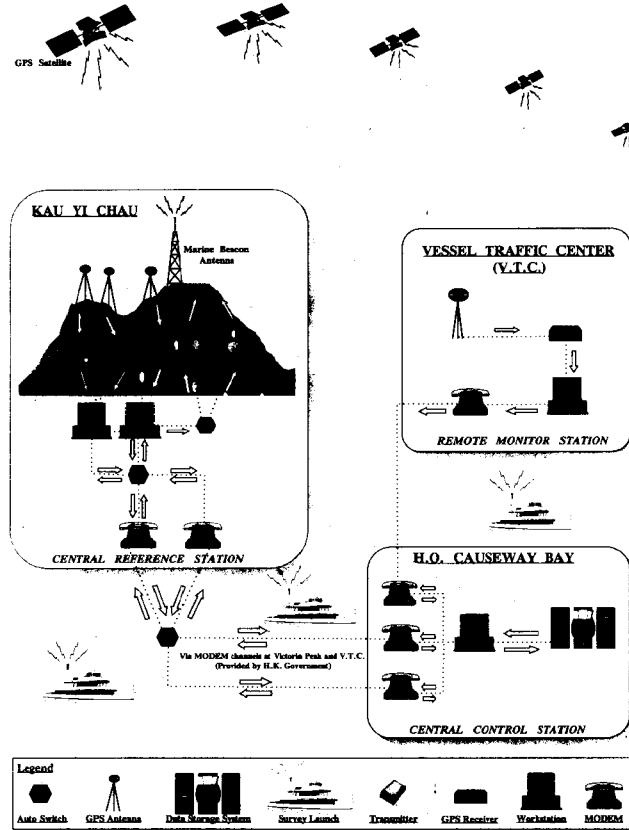 GPS Satellite
KAU YI CHAU
Marine Beacon
Antenna
CENTRAL REFERENCE STATION
VESSEL TRAFFIC CENTER
(V.T.C.)
REMOTE MONITOR STATION
H.O. CAUSEWAY BAY
Via MODEM channels at Victoria Peak and V.T.C.
(Provided by H.K. Government)
CENTRAL CONTROL STATION
Legend
Auto Switch
GPS Antenna
Data Storage System
Survey Launch
Transmitter
GPS Receiver
Workstation
MODEM